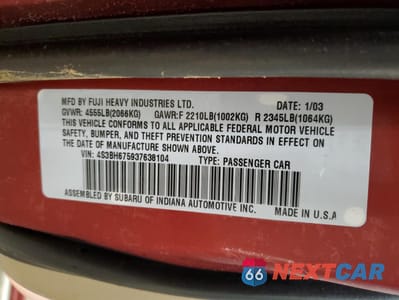 MFD BY FUJI HEAVY INDUSTRIES LTD. DATE: 1/03
GVWR: 4555LB(2066KG) GAWR:F 2210LB(1002KG) R 2345LB(1064KG)
THIS VEHICLE CONFORMS TO ALL APPLICABLE FEDERAL MOTOR VEHICLE
SAFETY, BUMPER, AND THEFT PREVENTION STANDARDS IN EFFECT ON
THE DATE OF MANUFACTURE SHOWN ABOVE.
VIN: 4S3BH675937638104 TYPE: PASSENGER CAR
ASSEMBLED BY SUBARU OF INDIANA AUTOMOTIVE INC. MADE IN U.S.A
66 NEXTCAR